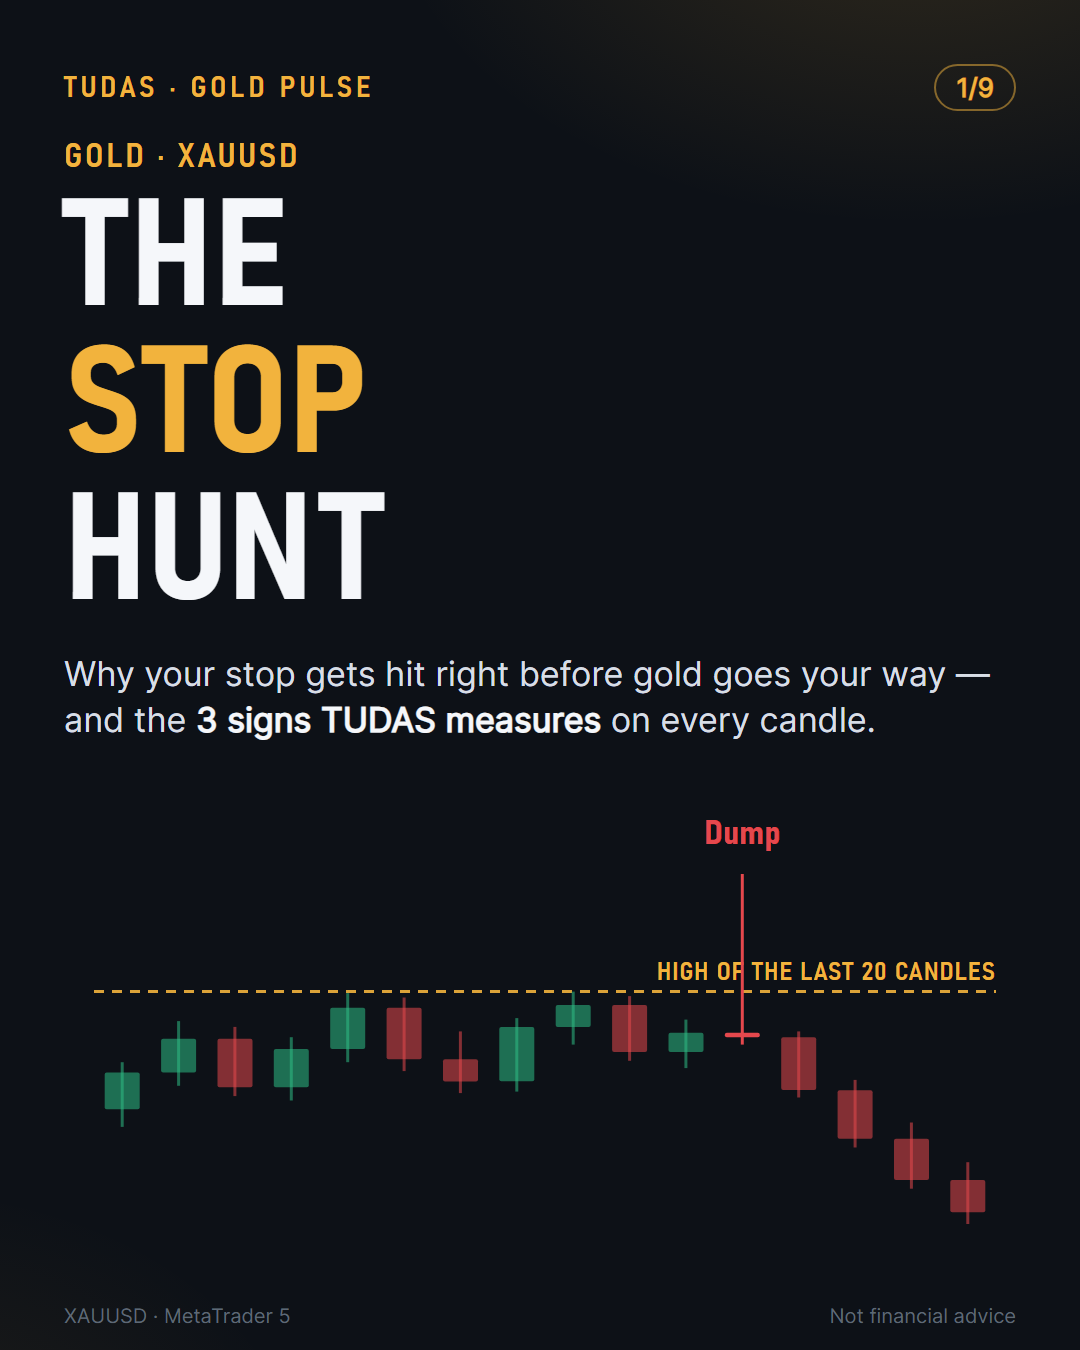 TUDAS · GOLD PULSE
1/9
GOLD · XAUUSD
THE
STOP
HUNT
Why your stop gets hit right before gold goes your way —
and the 3 signs TUDAS measures on every candle.
Dump
HIGH OF THE LAST 20 CANDLES
XAUUSD · MetaTrader 5
Not financial advice